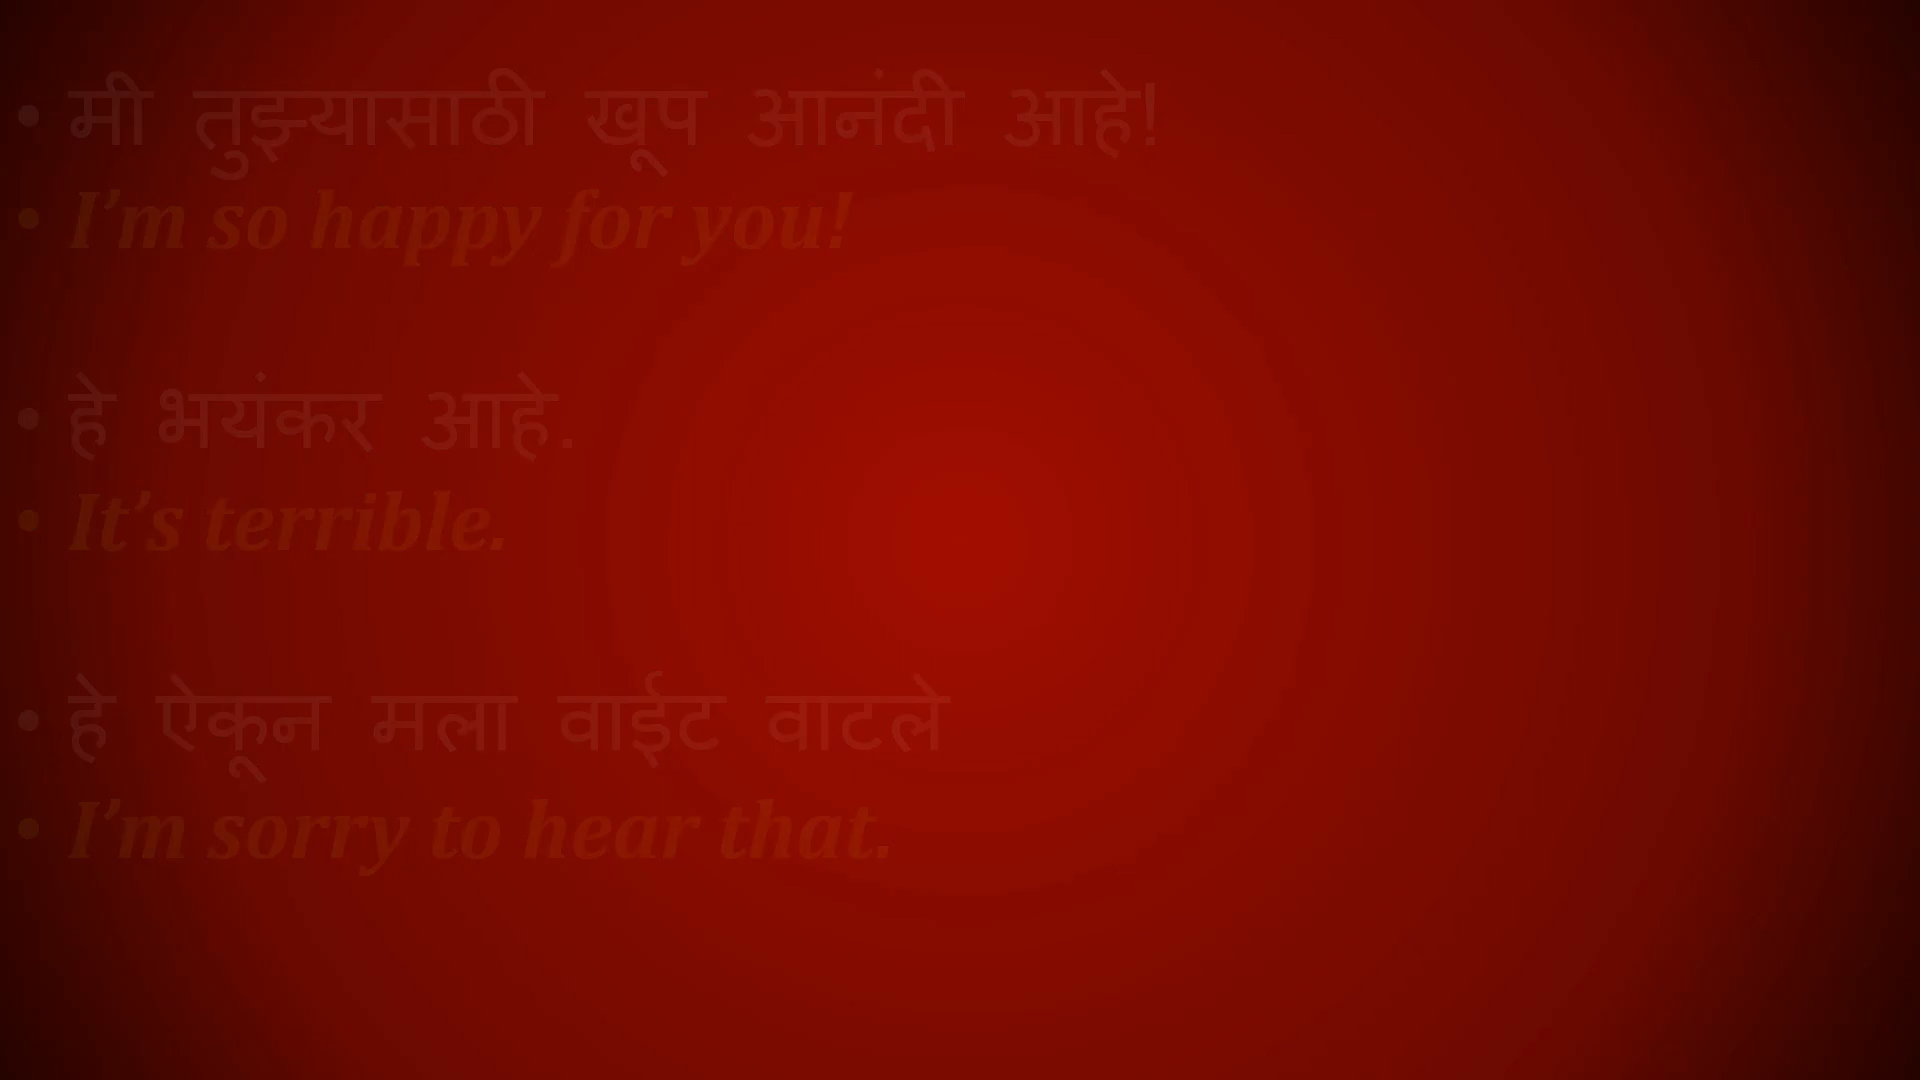 • मी तुझ्यासाठी खूप आनंदी आहे!
• I’m so happy for you!
• हे भयंकर आहे.
• It’s terrible.
• हे ऐकून मला वाईट वाटले
• I’m sorry to hear that.